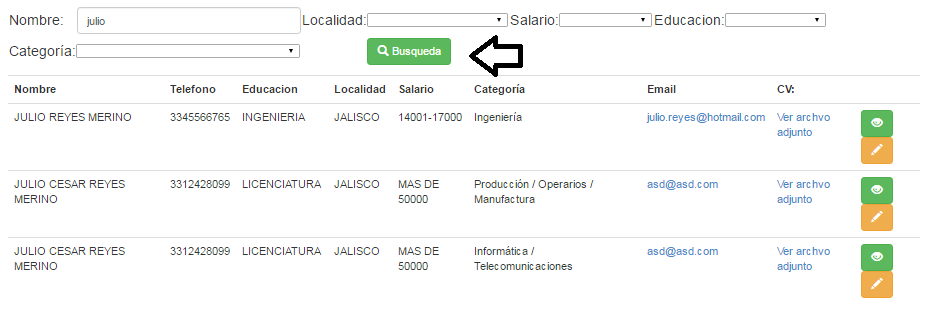 Nombre: julio Localidad: Salario: Educacion:
Categoría: Busqueda
Nombre Telefono Educacion Localidad Salario Categoría Email CV:
JULIO REYES MERINO 3345566765 INGENIERIA JALISCO 14001-17000 Ingeniería julio.reyes@hotmail.com Ver archvo
adjunto
JULIO CESAR REYES 3312428099 LICENCIATURA JALISCO MAS DE Producción / Operarios / asd@asd.com Ver archvo
MERINO 50000 Manufactura adjunto
JULIO CESAR REYES 3312428099 LICENCIATURA JALISCO MAS DE Informática / asd@asd.com Ver archvo
MERINO 50000 Telecomunicaciones adjunto